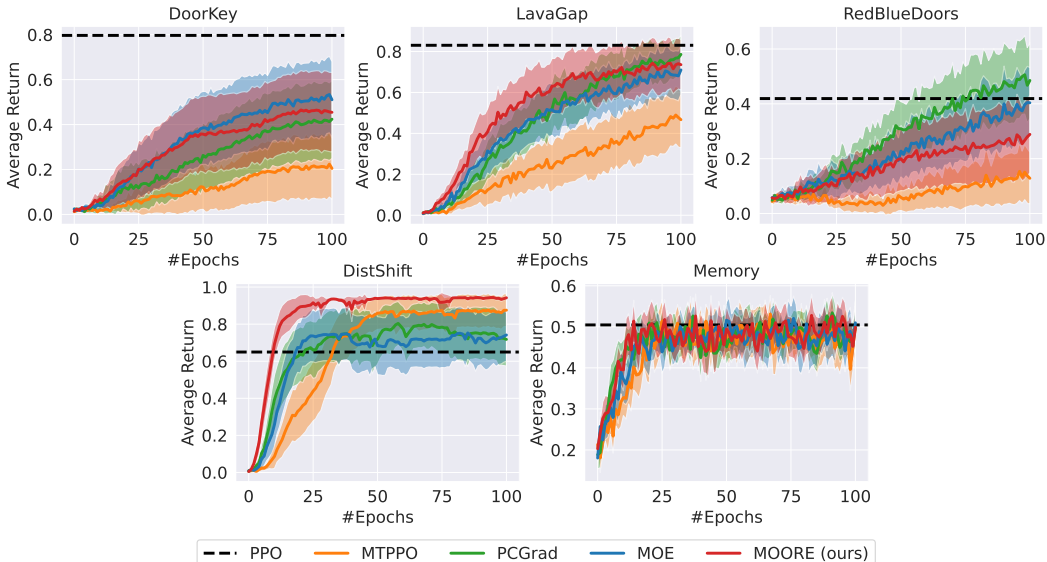 DoorKey
LavaGap
RedBlueDoors
Average Return
0.8
0.6
0.4
0.2
0.0
0 25 50 75 100
#Epochs
Average Return
0.8
0.6
0.4
0.2
0.0
0 25 50 75 100
#Epochs
Average Return
0.6
0.4
0.2
0.0
0 25 50 75 100
#Epochs
DistShift
Memory
Average Return
1.0
0.8
0.6
0.4
0.2
0.0
0 25 50 75 100
#Epochs
Average Return
0.6
0.5
0.4
0.3
0.2
0 25 50 75 100
#Epochs
PPO MTPPO PCGrad MOE MOORE (ours)